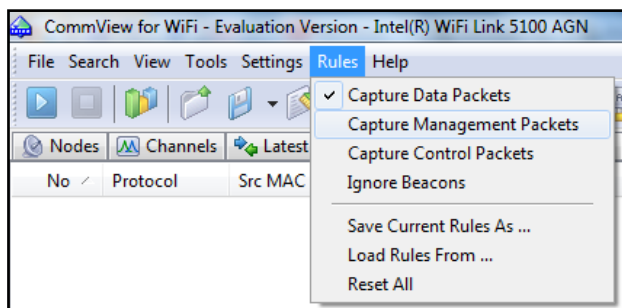 CommView for WiFi - Evaluation Version - Intel(R) WiFi Link 5100 AGN
File Search View Tools Settings Rules Help
Capture Data Packets
Capture Management Packets
Capture Control Packets
Ignore Beacons
Save Current Rules As ...
Load Rules From ...
Reset All
Nodes Channels Latest
No Protocol Src MAC